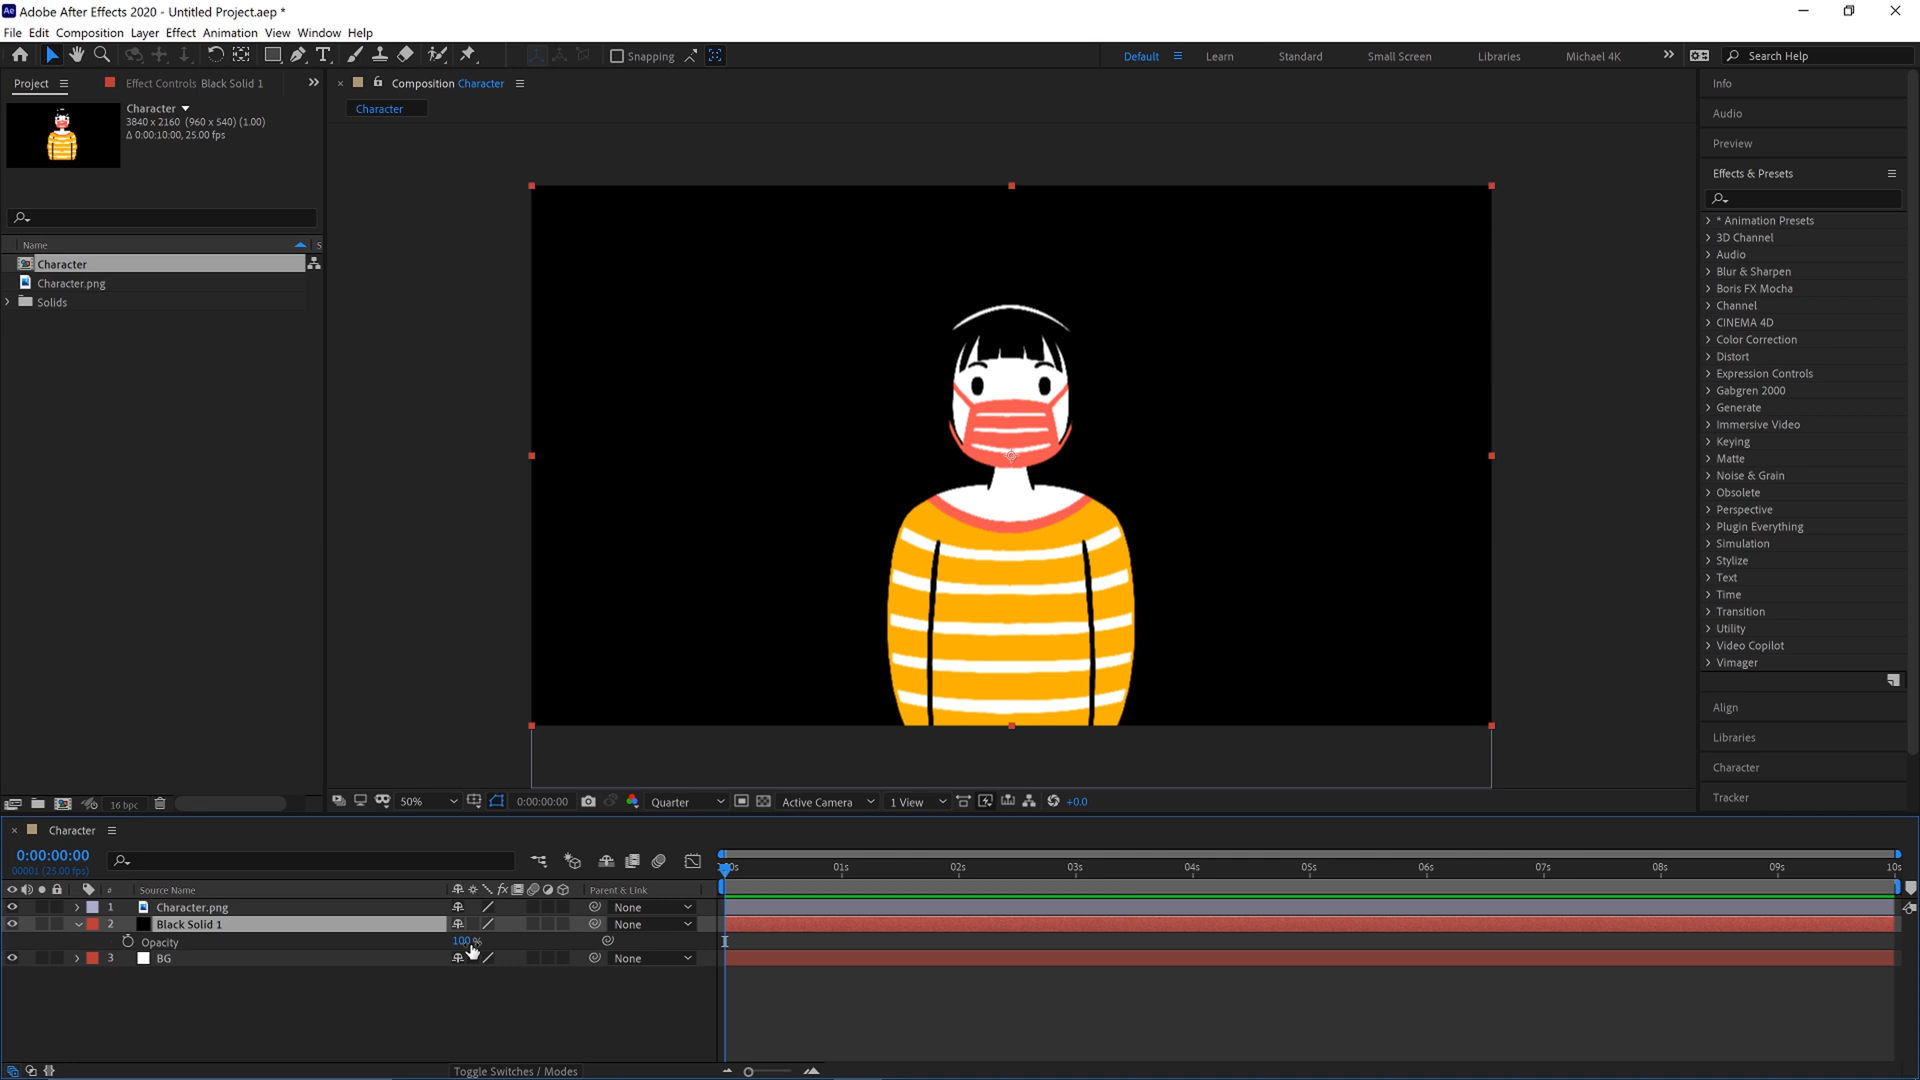 Adobe After Effects 2020 - Untitled Project.aep *
File Edit Composition Layer Effect Animation View Window Help
Snapping Default Learn Standard Small Screen Libraries Michael 4K Search Help
Project Effect Controls Black Solid 1
Composition Character
Character
3840 x 2160 (960 x 540) (1.00)
Δ 0:00:10:00, 25.00 fps
Name S
Character
Character.png
Solids
16 bpc
Character
50% 0:00:00:00 Quarter Active Camera 1 View +0.0
Info
Audio
Preview
Effects & Presets
* Animation Presets
3D Channel
Audio
Blur & Sharpen
Boris FX Mocha
Channel
CINEMA 4D
Color Correction
Distort
Expression Controls
Gabgren 2000
Generate
Immersive Video
Keying
Matte
Noise & Grain
Obsolete
Perspective
Plugin Everything
Simulation
Stylize
Text
Time
Transition
Utility
Video Copilot
Vimager
Align
Libraries
Character
Tracker
Character
0:00:00:00
00001 (25.00 fps)
01s 02s 03s 04s 05s 06s 07s 08s 09s 10s
# Source Name Parent & Link
1 Character.png None
2 Black Solid 1 None
Opacity 100 %
3 BG None
Toggle Switches / Modes